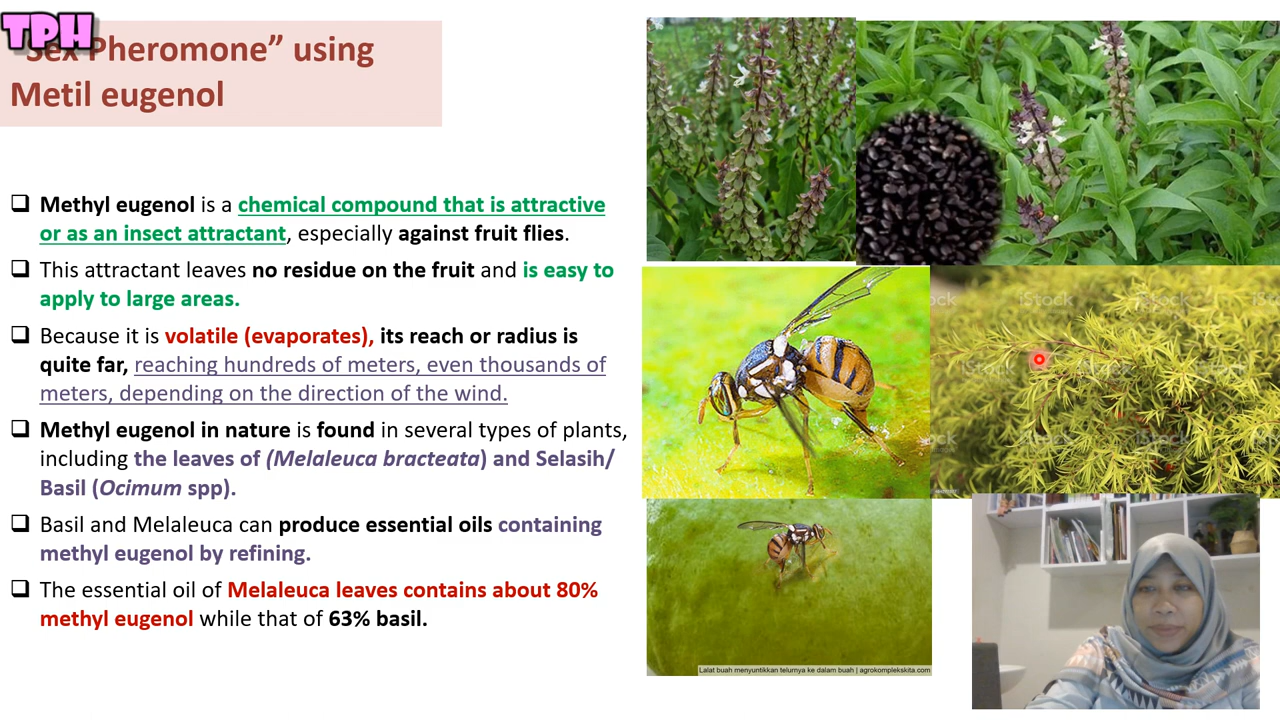 TPH
"Sex Pheromone" using
Metil eugenol
❑ Methyl eugenol is a chemical compound that is attractive
or as an insect attractant, especially against fruit flies.
❑ This attractant leaves no residue on the fruit and is easy to
apply to large areas.
❑ Because it is volatile (evaporates), its reach or radius is
quite far, reaching hundreds of meters, even thousands of
meters, depending on the direction of the wind.
❑ Methyl eugenol in nature is found in several types of plants,
including the leaves of (Melaleuca bracteata) and Selasih/
Basil (Ocimum spp).
❑ Basil and Melaleuca can produce essential oils containing
methyl eugenol by refining.
❑ The essential oil of Melaleuca leaves contains about 80%
methyl eugenol while that of 63% basil.
iStock
iStock
iStock
Lalat buah menyuntikkan telurnya ke dalam buah | agrokomplekskita.com